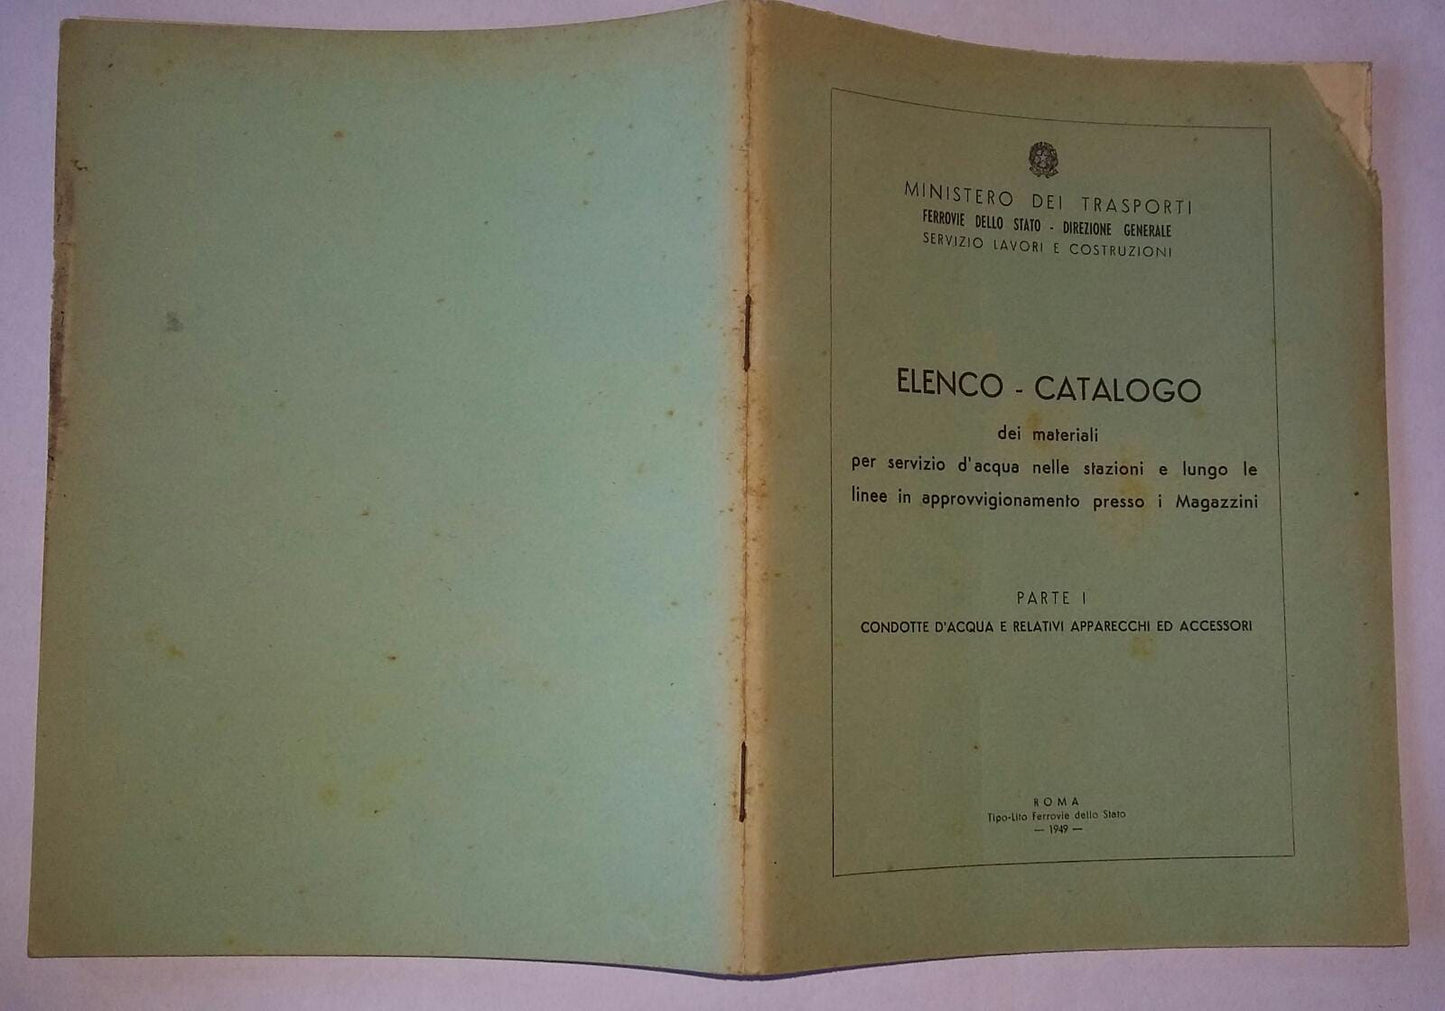 MINISTERO DEI TRASPORTI
FERROVIE DELLO STATO - DIREZIONE GENERALE
SERVIZIO LAVORI E COSTRUZIONI
ELENCO - CATALOGO
dei materiali
per servizio d'acqua nelle stazioni e lungo le
linee in approvvigionamento presso i Magazzini
PARTE I
CONDOTTE D'ACQUA E RELATIVI APPARECCHI ED ACCESSORI
ROMA
Tipo-Lito Ferrovie dello Stato
— 1949 —